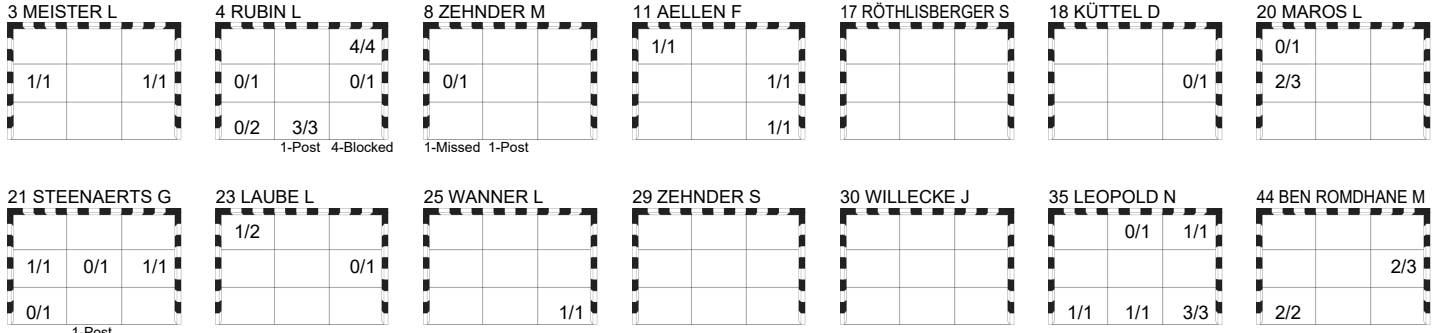 3 MEISTER L 4 RUBIN L 8 ZEHNDER M 11 AELLEN F 17 RÖTHLISBERGER S 18 KÜTTEL D 20 MAROS L
4/4 1/1 0/1
1/1 1/1 0/1 0/1 0/1 1/1 0/1 2/3
0/2 3/3 1/1
1-Post 4-Blocked 1-Missed 1-Post
21 STEENAERTS G 23 LAUBE L 25 WANNER L 29 ZEHNDER S 30 WILLECKE J 35 LEOPOLD N 44 BEN ROMDHANE M
1/2 0/1 1/1
1/1 0/1 1/1 0/1 2/3
0/1 1/1 1/1 1/1 3/3 2/2
1-Post